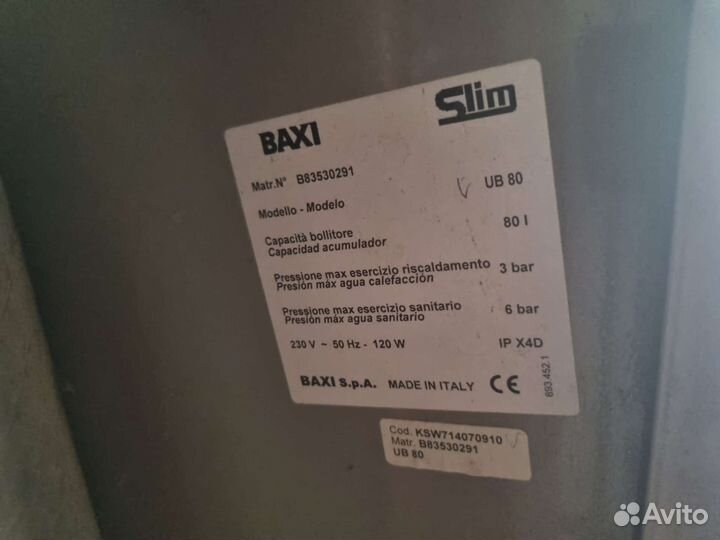 BAXI Slim
Matr.N° B83530291
Modello - Modelo UB 80
Capacità bollitore
Capacidad acumulador 80 l
Pressione max esercizio riscaldamento
Presión máx agua calefacción 3 bar
Pressione max esercizio sanitario
Presión máx agua sanitario 6 bar
230 V ~ 50 Hz - 120 W IP X4D
BAXI S.p.A. MADE IN ITALY CE
893.452.1
Cod. KSW714070910
Matr. B83530291
UB 80
Avito